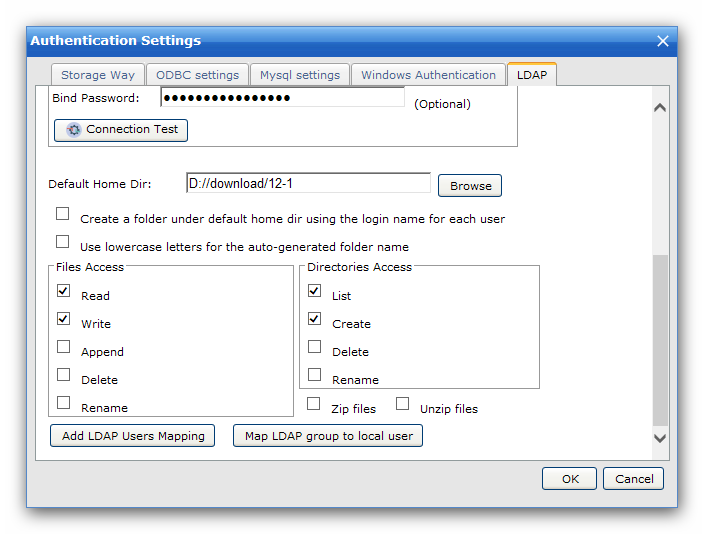 Authentication Settings
Storage Way ODBC settings Mysql settings Windows Authentication LDAP
Bind Password: •••••••••••••••• (Optional)
Connection Test
Default Home Dir: D://download/12-1 Browse
Create a folder under default home dir using the login name for each user
Use lowercase letters for the auto-generated folder name
Files Access Directories Access
Read List
Write Create
Append Delete
Delete Rename
Rename Zip files Unzip files
Add LDAP Users Mapping Map LDAP group to local user
OK Cancel